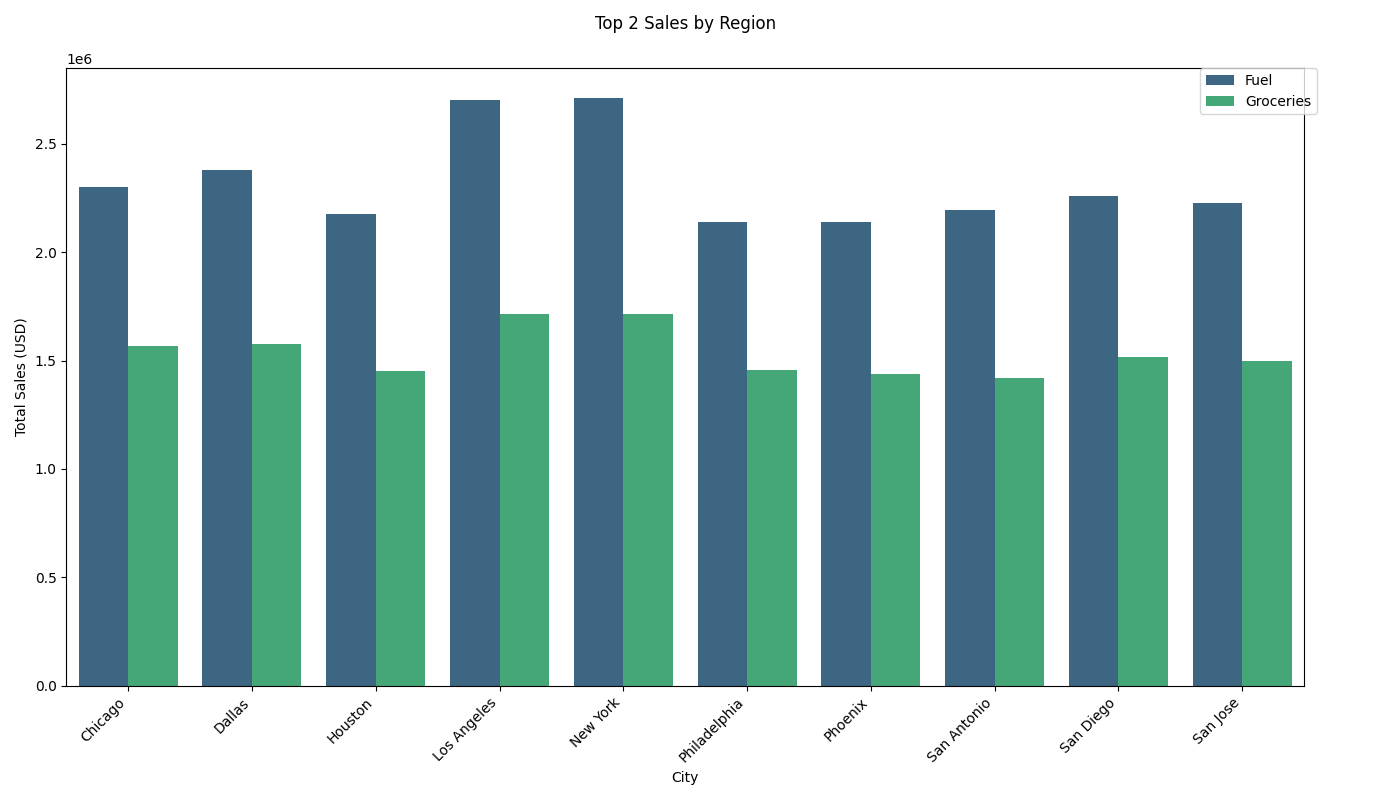 Top 2 Sales by Region
1e6
Fuel
Groceries
2.5
2.0
1.5
1.0
0.5
0.0
Total Sales (USD)
Chicago
Dallas
Houston
Los Angeles
New York
Philadelphia
Phoenix
San Antonio
San Diego
San Jose
City